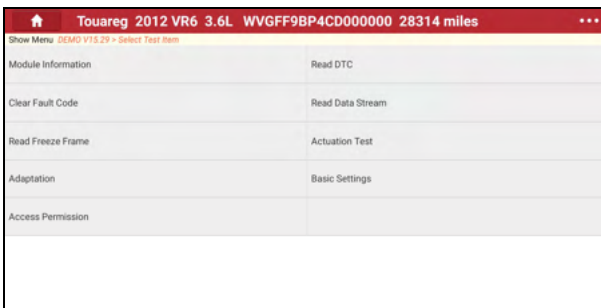 Touareg 2012 VR6 3.6L WVGFF9BP4CD000000 28314 miles
Show Menu DEMO V15.29 > Select Test Item
Module Information Read DTC
Clear Fault Code Read Data Stream
Read Freeze Frame Actuation Test
Adaptation Basic Settings
Access Permission